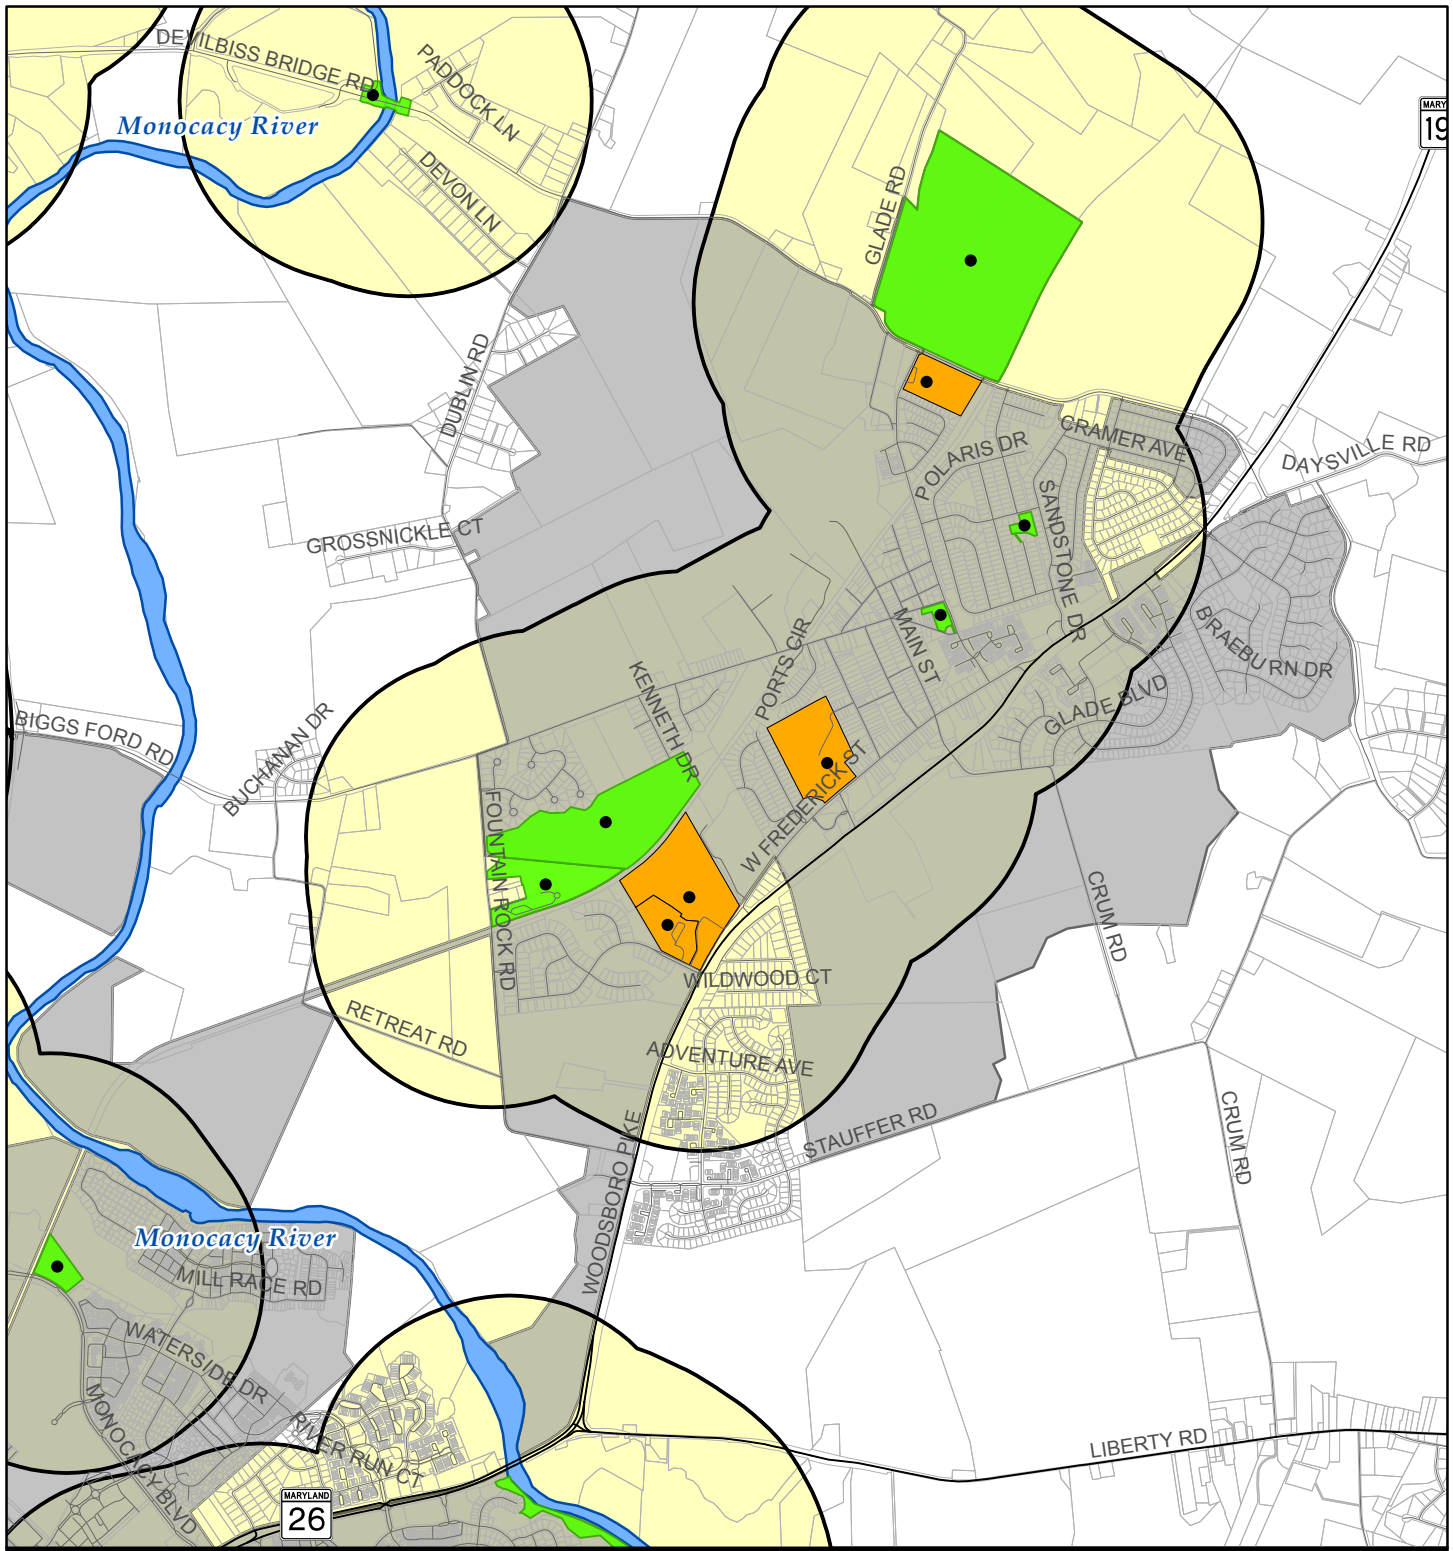 DEVILBISS BRIDGE RD
PADDOCK LN
MARY
19
Monocacy River
DEVON LN
GLADE RD
DUBLIN RD
CRAMER AVE
POLARIS DR
DAYSVILLE RD
SANDSTONE DR
GROSSNICKLE CT
MAIN ST
BRAEBURN DR
PORTS CIR
KENNETH DR
GLADE BLVD
BIGGS FORD RD
BUCHANAN DR
W FREDERICK ST
FOUNTAIN ROCK RD
CRUM RD
WILDWOOD CT
RETREAT RD
ADVENTURE AVE
STAUFFER RD
CRUM RD
WOODSBORO PIKE
Monocacy River
MILL RACE RD
WATERSIDE DR
MONOCACY BLVD
RIVER RUN CT
LIBERTY RD
MARYLAND
26